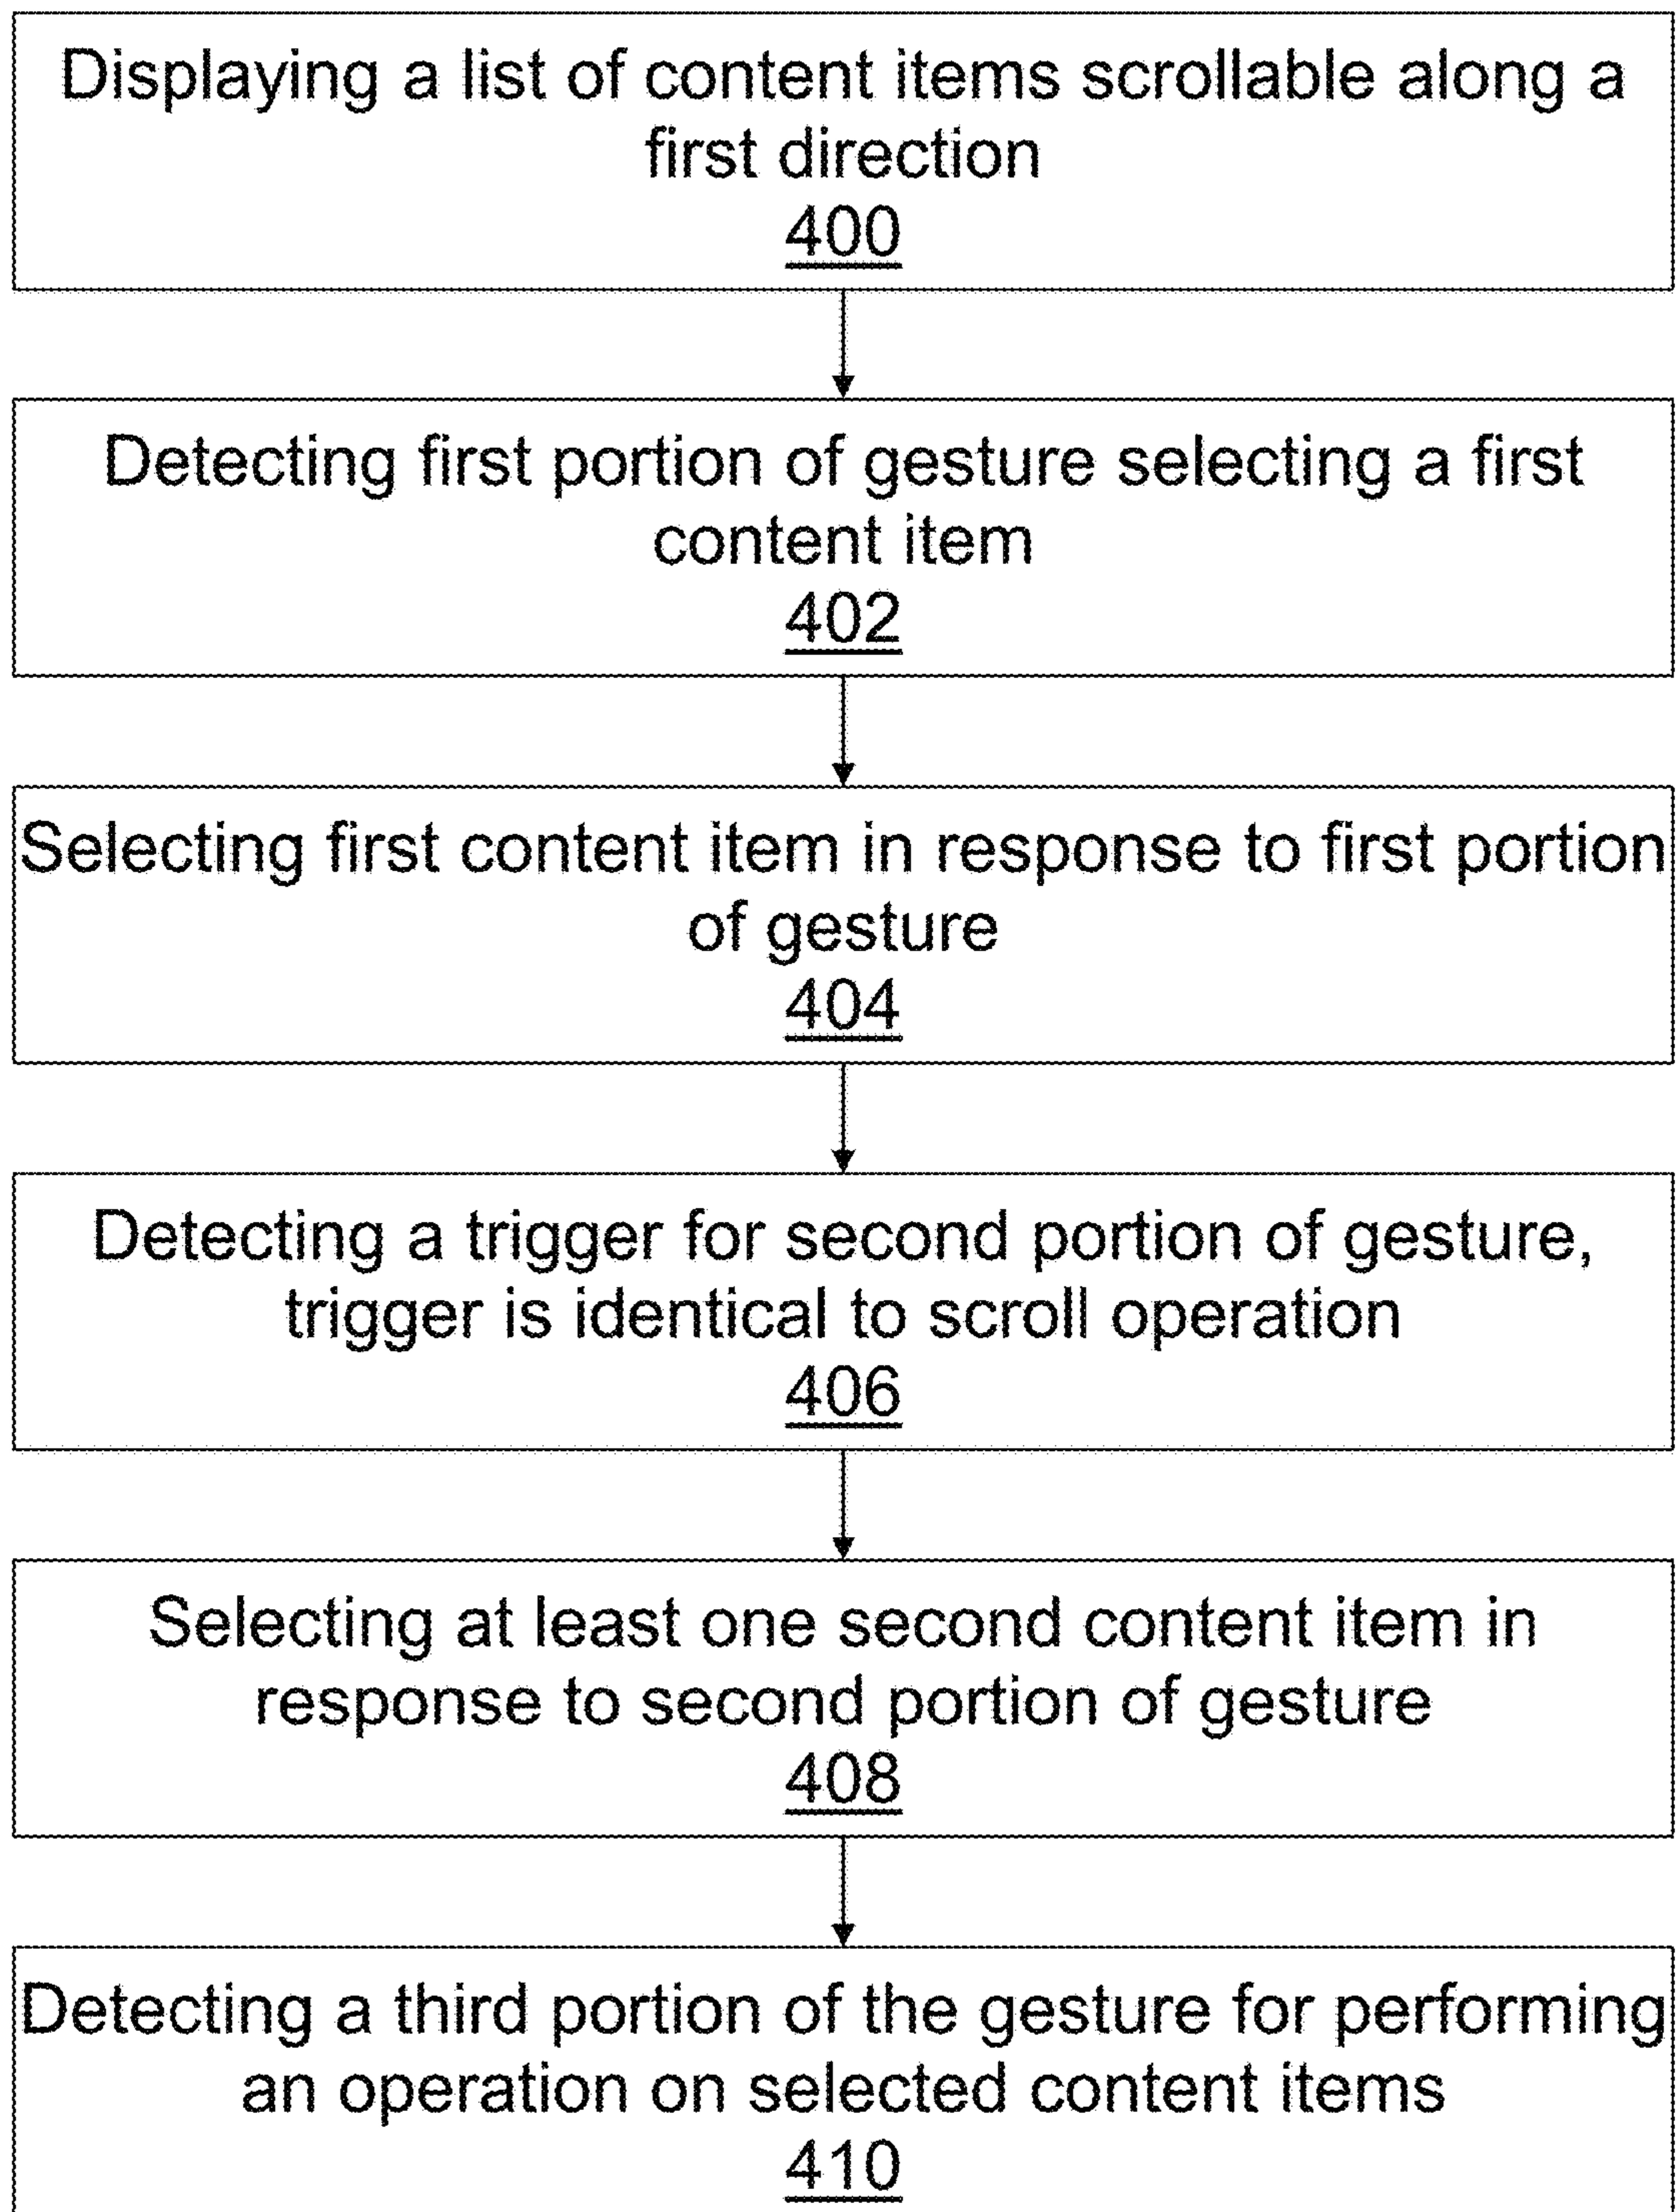 Displaying a list of content items scrollable along a
first direction
400
Detecting first portion of gesture selecting a first
content item
402
Selecting first content item in response to first portion
of gesture
404
Detecting a trigger for second portion of gesture,
trigger is identical to scroll operation
406
Selecting at least one second content item in
response to second portion of gesture
408
Detecting a third portion of the gesture for performing
an operation on selected content items
410